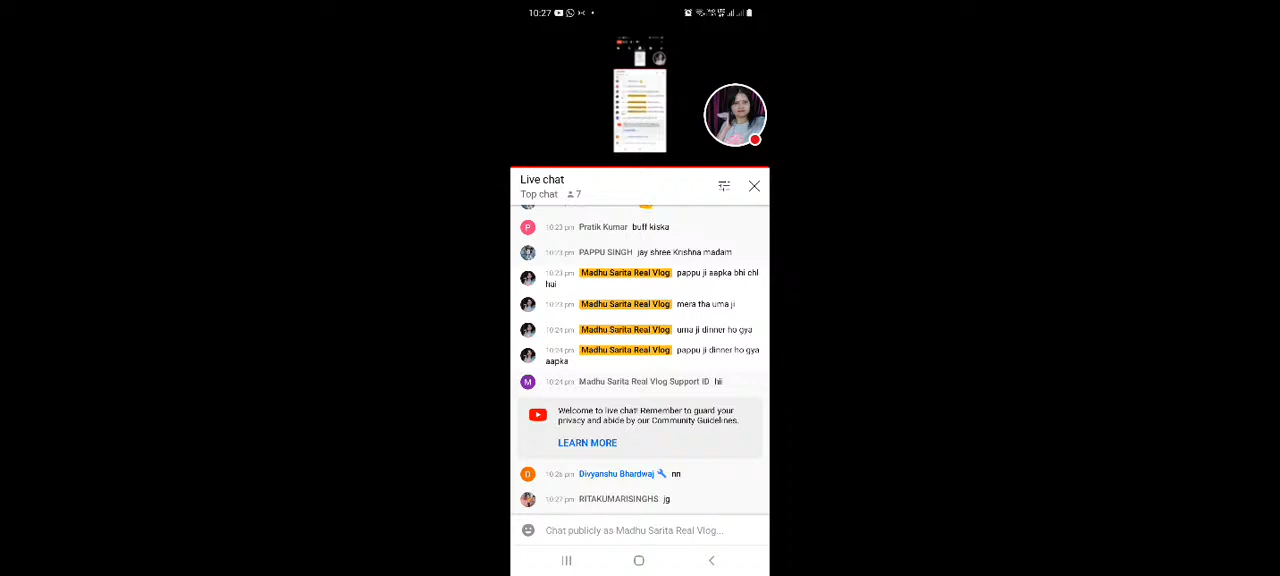 10:27
Live chat
Top chat 7
10:23 pm Pratik Kumar buff kiska
10:23 pm PAPPU SINGH jay shree Krishna madam
10:23 pm Madhu Sarita Real Vlog pappu ji aapka bhi chl
hai
10:23 pm Madhu Sarita Real Vlog mera tha uma ji
10:24 pm Madhu Sarita Real Vlog uma ji dinner ho gya
10:24 pm Madhu Sarita Real Vlog pappu ji dinner ho gya
aapka
M 10:24 pm Madhu Sarita Real Vlog Support ID hii
Welcome to live chat! Remember to guard your
privacy and abide by our Community Guidelines.
LEARN MORE
D Divyanshu Bhardwaj nn
10:27 pm RITAKUMARISINGHS jg
Chat publicly as Madhu Sarita Real Vlog...